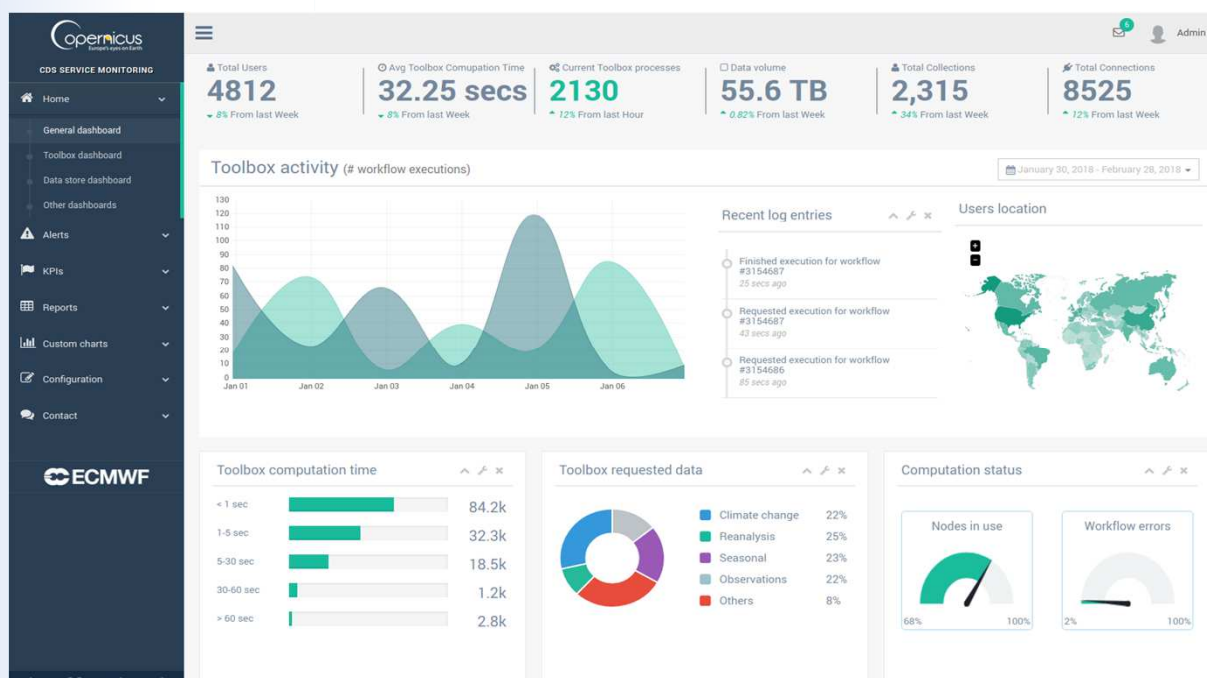 Copernicus
Europe's eyes on Earth
CDS SERVICE MONITORING
Home
General dashboard
Toolbox dashboard
Data store dashboard
Other dashboards
Alerts
KPIs
Reports
Custom charts
Configuration
Contact
ECMWF
6
Admin
Total Users
4812
8% From last Week
Avg Toolbox Comupation Time
32.25 secs
8% From last Week
Current Toolbox processes
2130
12% From last Hour
Data volume
55.6 TB
0.82% From last Week
Total Collections
2,315
34% From last Week
Total Connections
8525
12% From last Week
Toolbox activity (# workflow executions)
January 30, 2018 - February 28, 2018
130
120
110
100
90
80
70
60
50
40
30
20
10
0
Jan 01 Jan 02 Jan 03 Jan 04 Jan 05 Jan 06
Recent log entries
Finished execution for workflow
#3154687
25 secs ago
Requested execution for workflow
#3154687
43 secs ago
Requested execution for workflow
#3154686
85 secs ago
Users location
+
-
Toolbox computation time
< 1 sec 84.2k
1-5 sec 32.3k
5-30 sec 18.5k
30-60 sec 1.2k
> 60 sec 2.8k
Toolbox requested data
Climate change 22%
Reanalysis 25%
Seasonal 23%
Observations 22%
Others 8%
Computation status
Nodes in use
68% 100%
Workflow errors
2% 100%